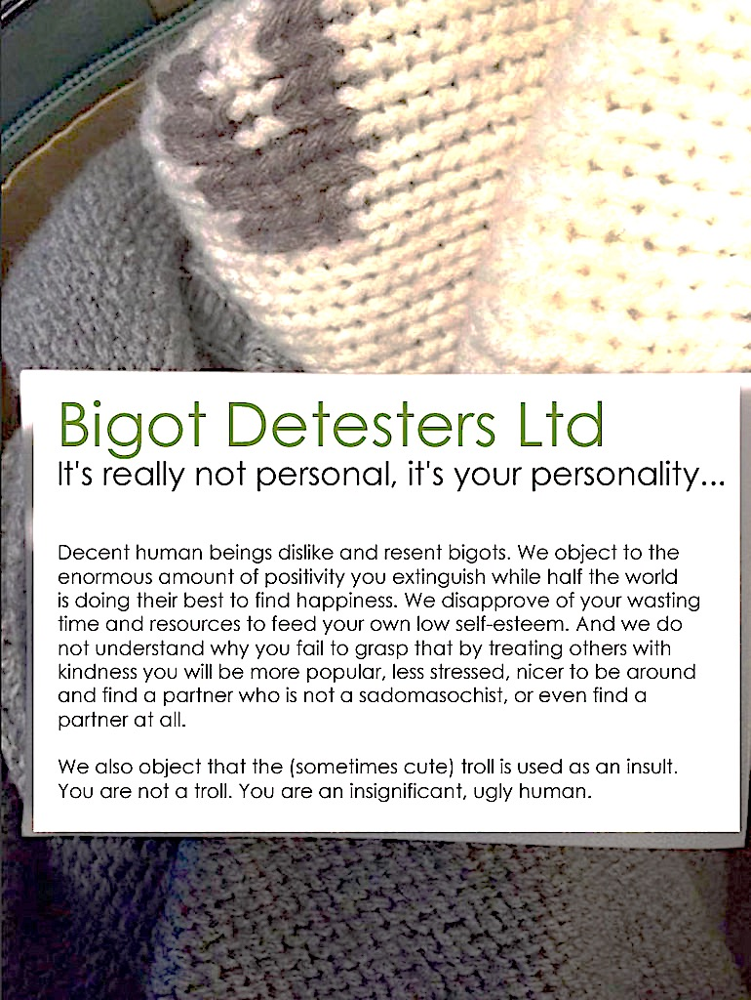 Bigot Detesters Ltd
It's really not personal, it's your personality...
Decent human beings dislike and resent bigots. We object to the
enormous amount of positivity you extinguish while half the world
is doing their best to find happiness. We disapprove of your wasting
time and resources to feed your own low self-esteem. And we do
not understand why you fail to grasp that by treating others with
kindness you will be more popular, less stressed, nicer to be around
and find a partner who is not a sadomasochist, or even find a
partner at all.
We also object that the (sometimes cute) troll is used as an insult.
You are not a troll. You are an insignificant, ugly human.